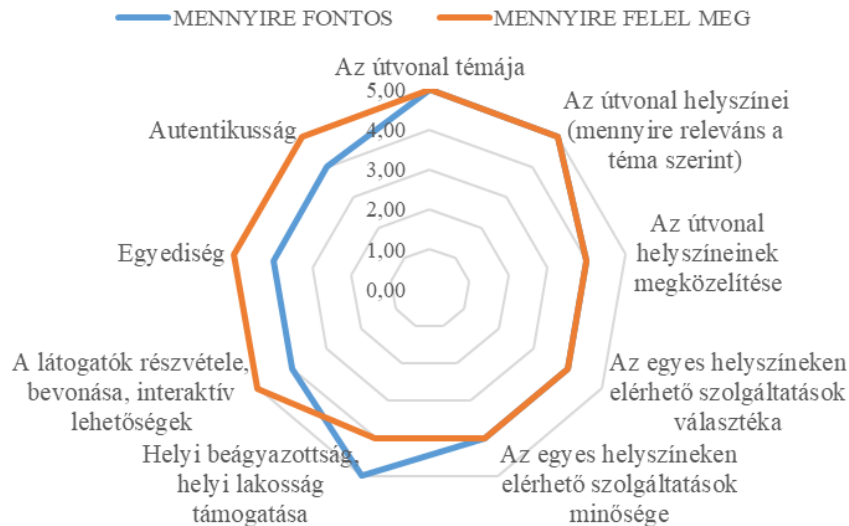 MENNYIRE FONTOS
MENNYIRE FELEL MEG
Az útvonal témája
5,00
4,00
3,00
2,00
1,00
0,00
Az útvonal helyszínei
(mennyire releváns a
téma szerint)
Az útvonal
helyszíneinek
megközelítése
Az egyes helyszíneken
elérhető szolgáltatások
választéka
Az egyes helyszíneken
elérhető szolgáltatások
minősége
Helyi beágyazottság,
helyi lakosság
támogatása
A látogatók részvétele,
bevonása, interaktív
lehetőségek
Egyediség
Autentikusság